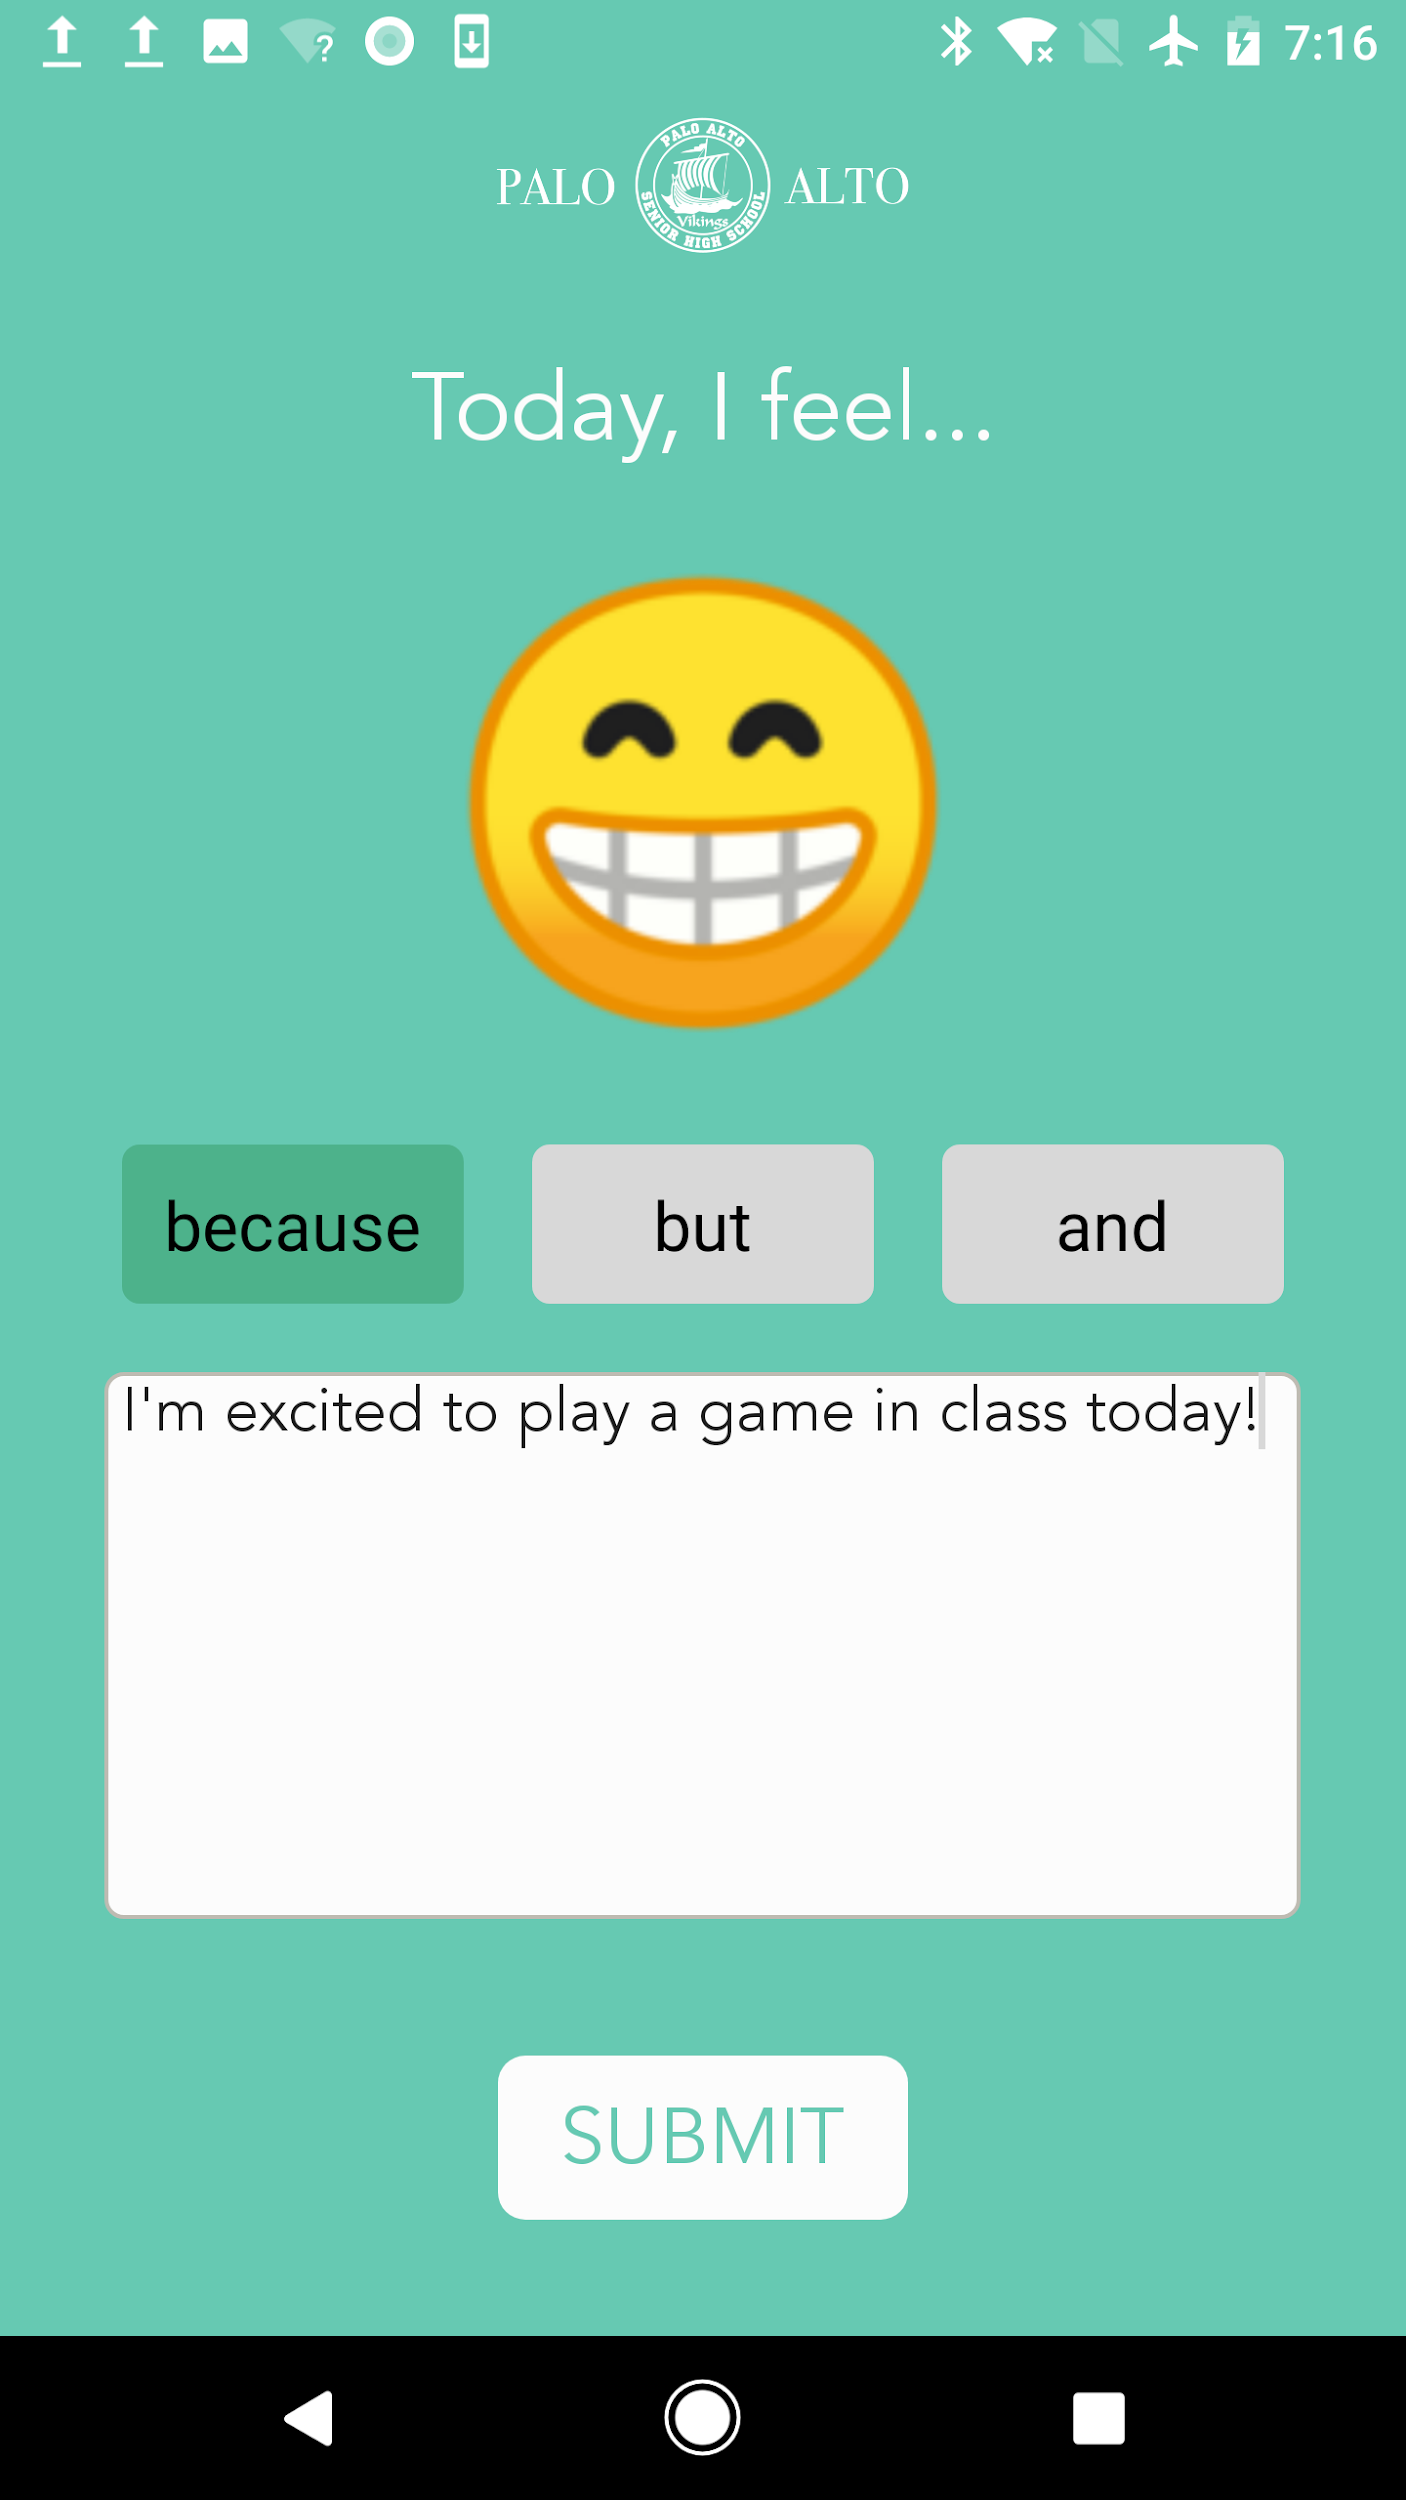 7:16
PALO
PALO ALTO
Vikings
SENIOR HIGH SCHOOL
ALTO
Today, I feel...
because
but
and
I'm excited to play a game in class today!
SUBMIT